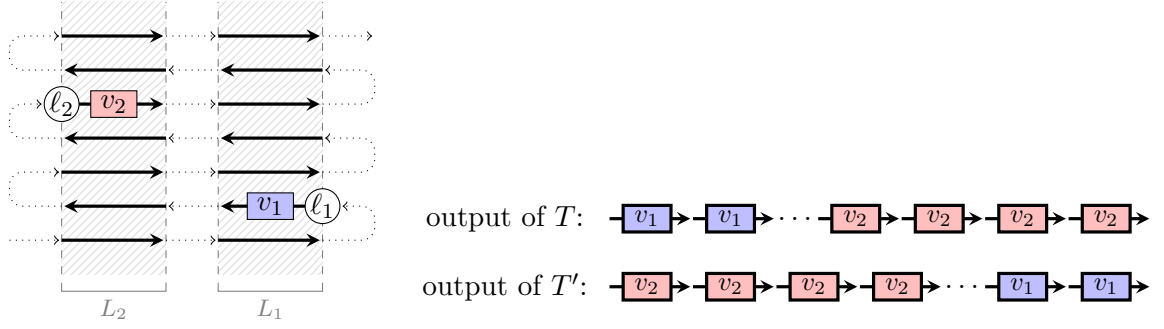 ℓ₂ v₂
v₁ ℓ₁
L₂ L₁
output of T: v₁ v₁ ···· v₂ v₂ v₂ v₂
output of T′: v₂ v₂ v₂ v₂ ···· v₁ v₁